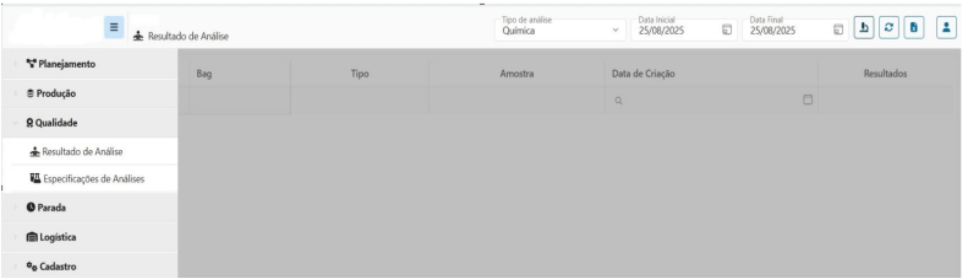 Resultado de Análise
Tipo de análise
Química
Data Inicial
25/08/2025
Data Final
25/08/2025
Planejamento
Produção
Qualidade
Resultado de Análise
Especificações de Análises
Parada
Logística
Cadastro
Bag Tipo Amostra Data de Criação Resultados